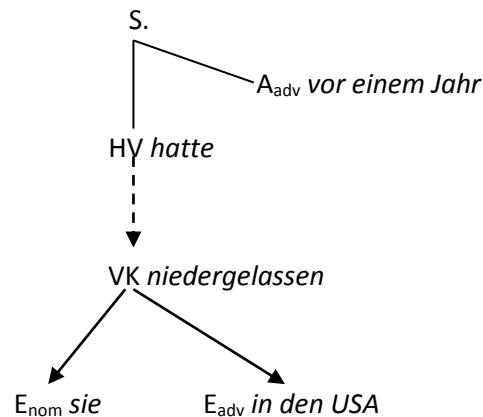 S.
A_adv vor einem Jahr
HV hatte
VK niedergelassen
E_nom sie E_adv in den USA